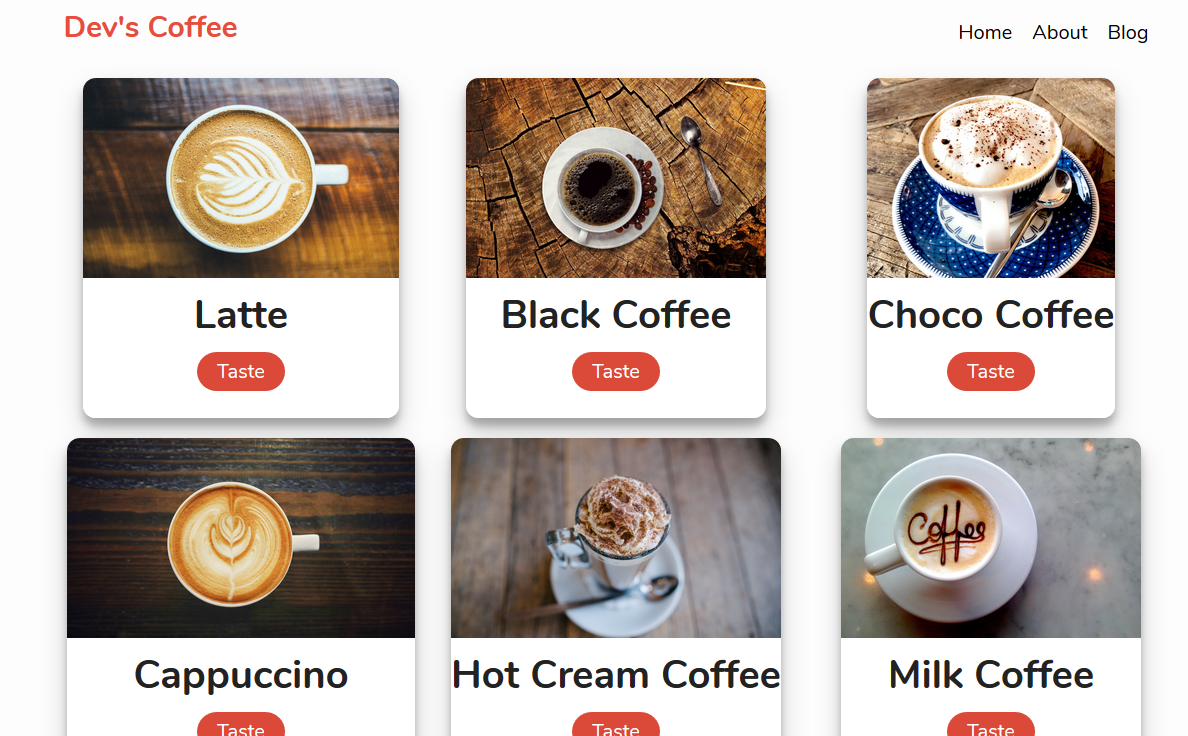 Dev's Coffee
Home About Blog
Latte
Taste
Black Coffee
Taste
Choco Coffee
Taste
Cappuccino
Taste
Hot Cream Coffee
Taste
Coffee
Milk Coffee
Taste